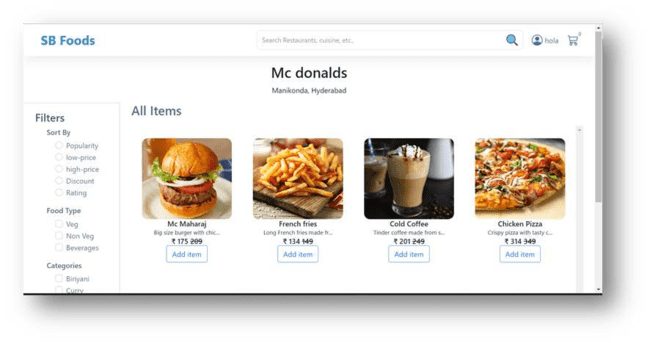 SB Foods
Search Restaurants, cuisine, etc.,
hola
Mc donalds
Manikonda, Hyderabad
Filters
Sort By
Popularity
low-price
high-price
Discount
Rating
Food Type
Veg
Non Veg
Beverages
Categories
Biriyani
Curry
All Items
Mc Maharaj
Big size burger with chic...
₹ 175 209
Add item
French fries
Long French fries made fr...
₹ 134 149
Add item
Cold Coffee
Tinder coffee made from s...
₹ 201 249
Add item
Chicken Pizza
Crispy pizza with tasty c...
₹ 314 349
Add item